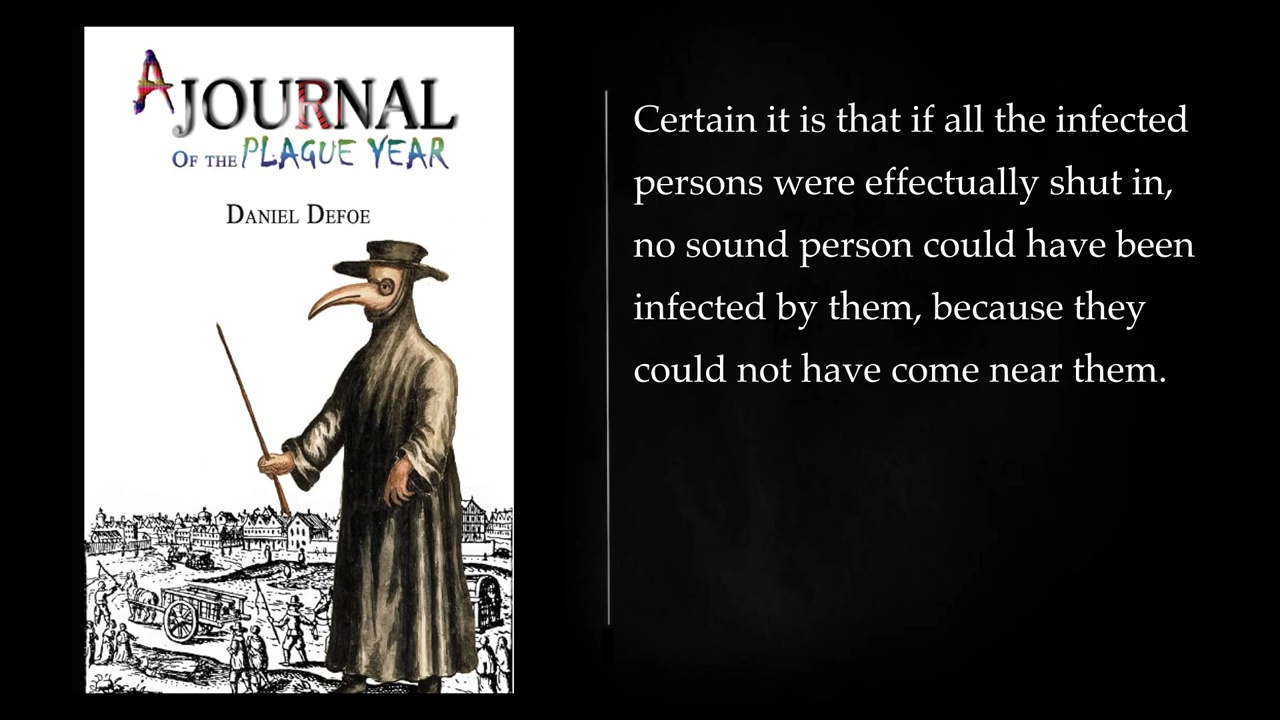 A JOURNAL
OF THE PLAGUE YEAR
DANIEL DEFOE
Certain it is that if all the infected
persons were effectually shut in,
no sound person could have been
infected by them, because they
could not have come near them.